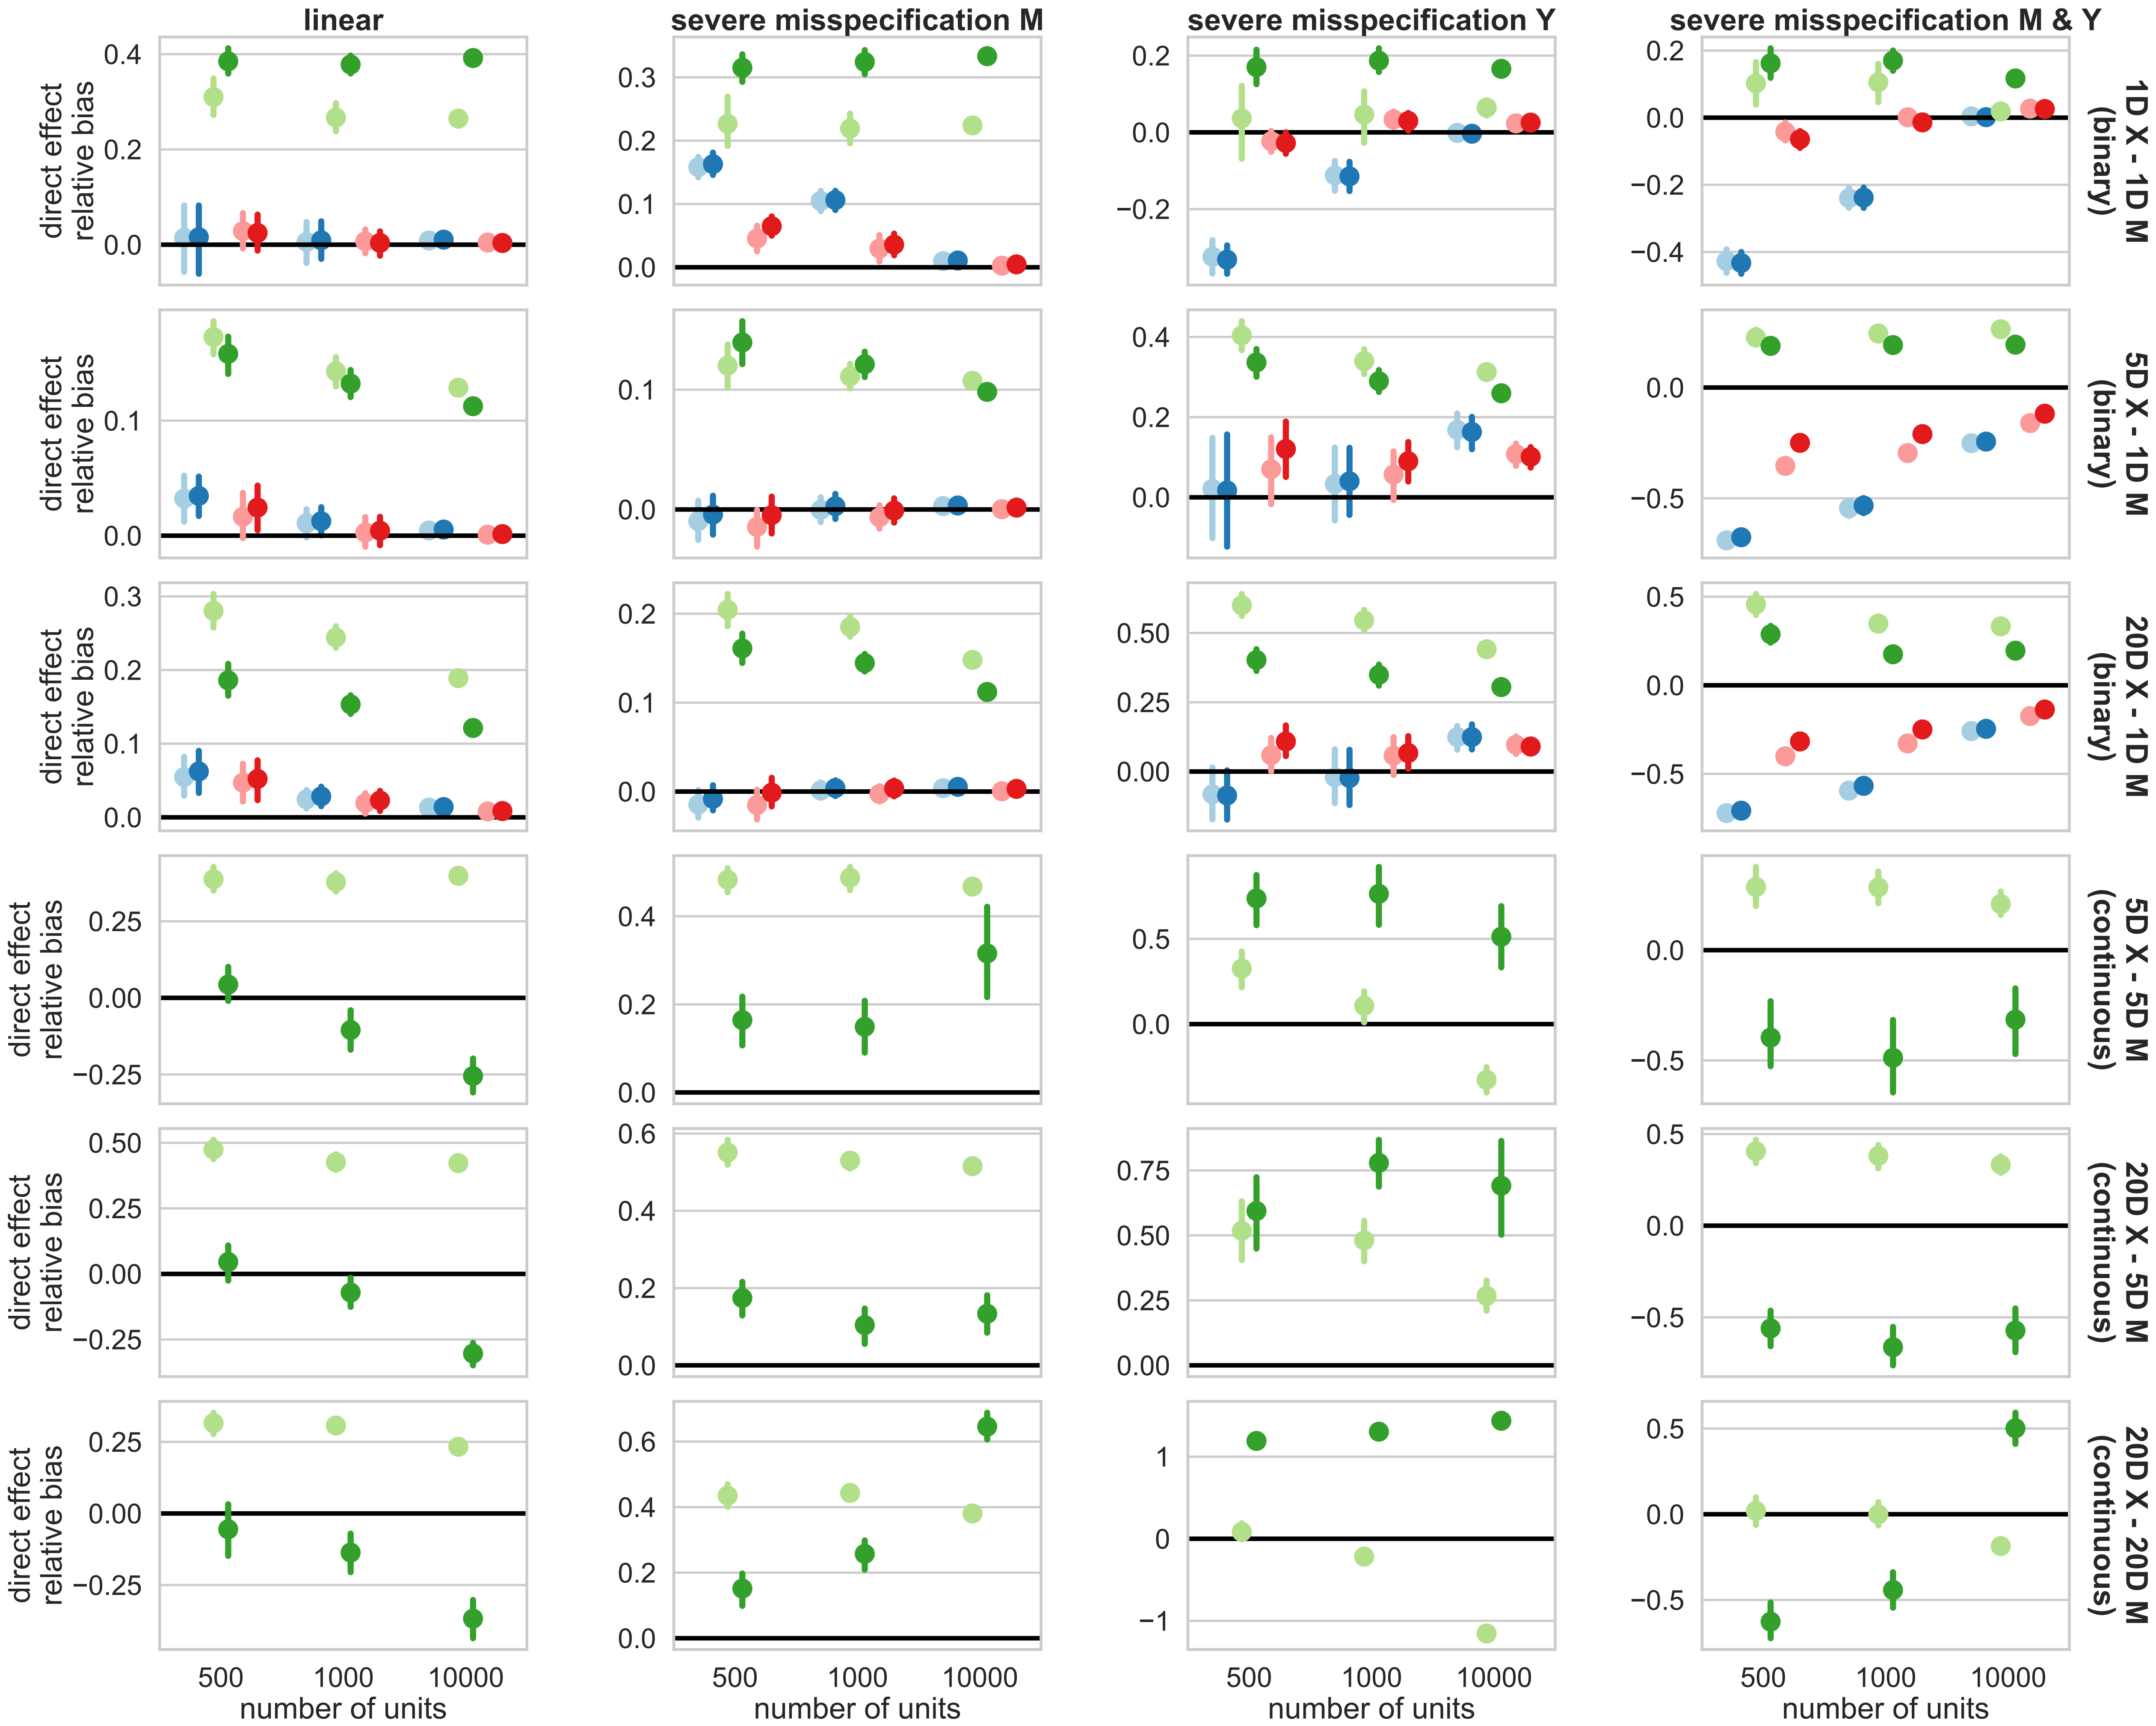 linear
severe misspecification M
severe misspecification Y
severe misspecification M & Y
direct effect
relative bias
0.4
0.2
0.0
0.3
0.2
0.1
0.0
0.2
0.0
−0.2
0.2
0.0
−0.2
−0.4
1D X - 1D M
(binary)
direct effect
relative bias
0.1
0.0
0.1
0.0
0.4
0.2
0.0
0.0
−0.5
5D X - 1D M
(binary)
direct effect
relative bias
0.3
0.2
0.1
0.0
0.2
0.1
0.0
0.50
0.25
0.00
0.5
0.0
−0.5
20D X - 1D M
(binary)
direct effect
relative bias
0.25
0.00
−0.25
0.4
0.2
0.0
0.5
0.0
0.0
−0.5
5D X - 5D M
(continuous)
direct effect
relative bias
0.50
0.25
0.00
−0.25
0.6
0.4
0.2
0.0
0.75
0.50
0.25
0.00
0.5
0.0
−0.5
20D X - 5D M
(continuous)
direct effect
relative bias
0.25
0.00
−0.25
0.6
0.4
0.2
0.0
1
0
−1
0.5
0.0
−0.5
20D X - 20D M
(continuous)
500 1000 10000
number of units
500 1000 10000
number of units
500 1000 10000
number of units
500 1000 10000
number of units